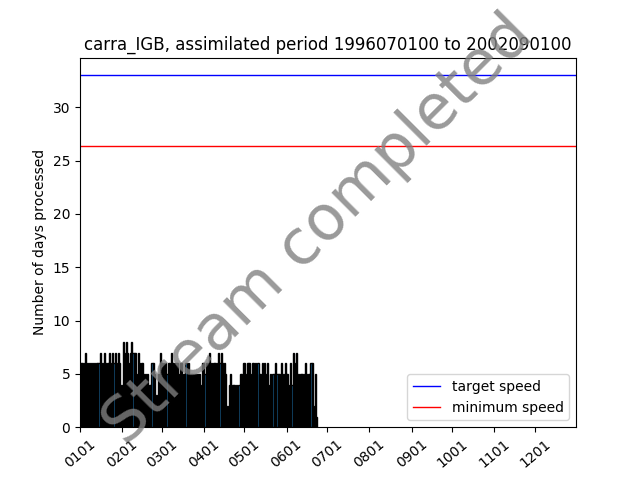 carra_IGB, assimilated period 1996070100 to 2002090100
Stream completed
Number of days processed
30
25
20
15
10
5
0
target speed
minimum speed
0101 0201 0301 0401 0501 0601 0701 0801 0901 1001 1101 1201